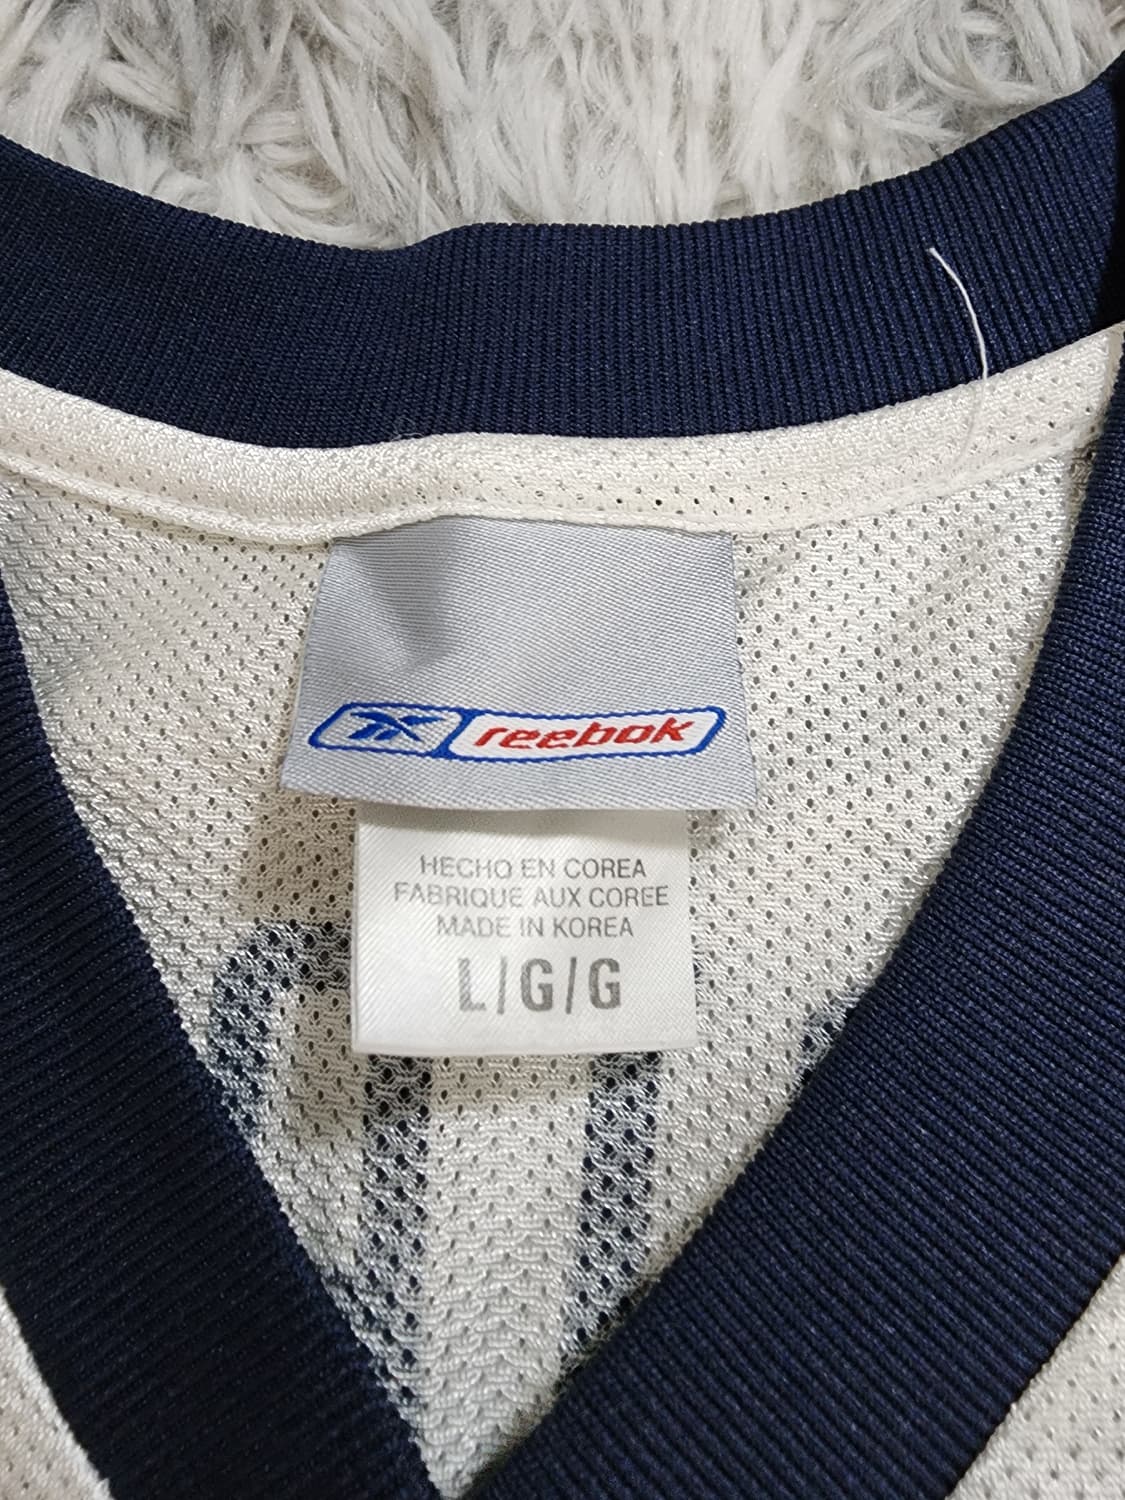 reebok
HECHO EN COREA
FABRIQUE AUX COREE
MADE IN KOREA
L/G/G